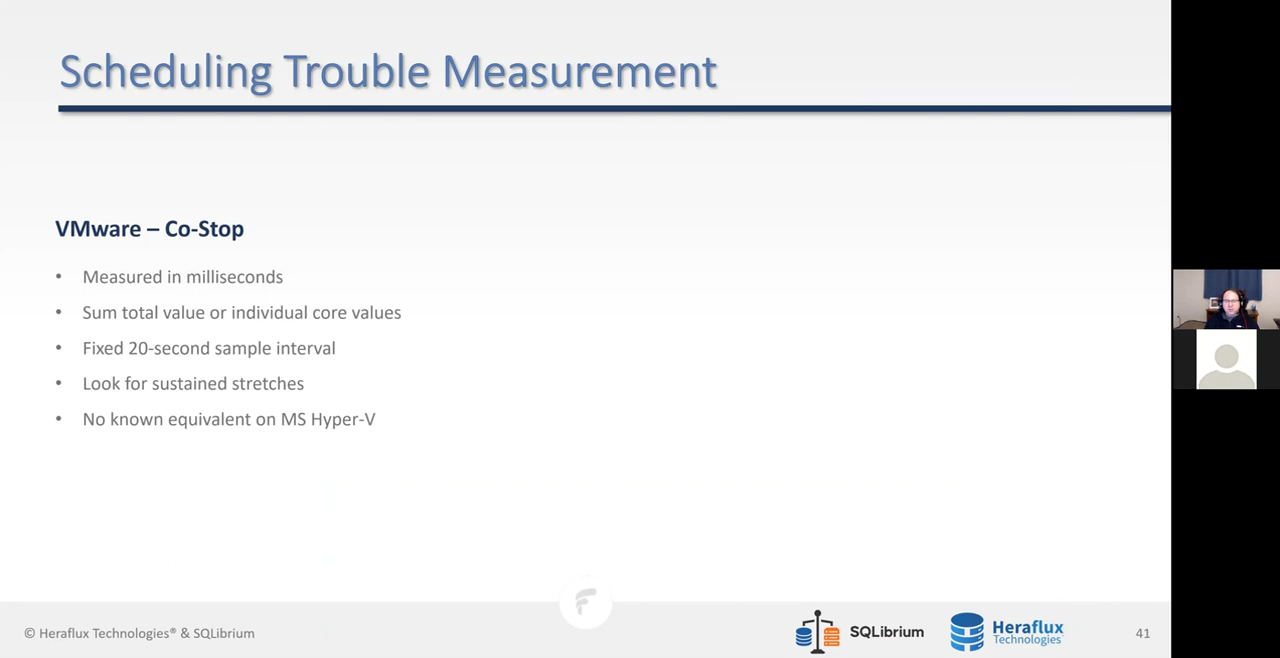 Scheduling Trouble Measurement
VMware – Co-Stop
• Measured in milliseconds
• Sum total value or individual core values
• Fixed 20-second sample interval
• Look for sustained stretches
• No known equivalent on MS Hyper-V
© Heraflux Technologies® & SQLibrium
SQLibrium
Heraflux
Technologies
41